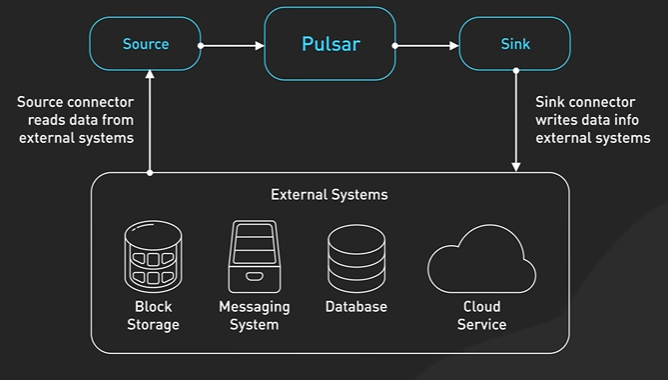 Source
Pulsar
Sink
Source connector
reads data from
external systems
Sink connector
writes data info
external systems
External Systems
Block
Storage
Messaging
System
Database
Cloud
Service